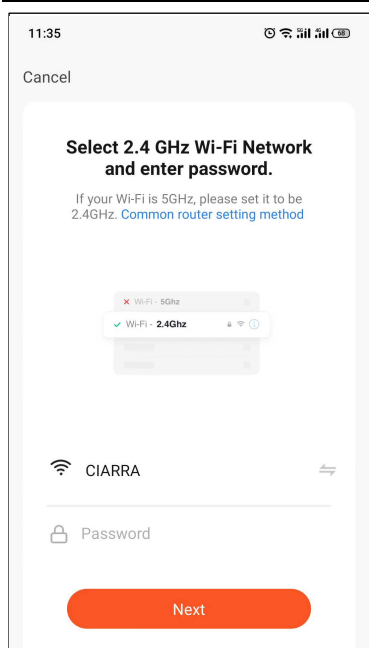 11:35
68
Cancel
Select 2.4 GHz Wi-Fi Network
and enter password.
If your Wi-Fi is 5GHz, please set it to be
2.4GHz. Common router setting method
Wi-Fi - 5Ghz
Wi-Fi - 2.4Ghz
CIARRA
Password
Next